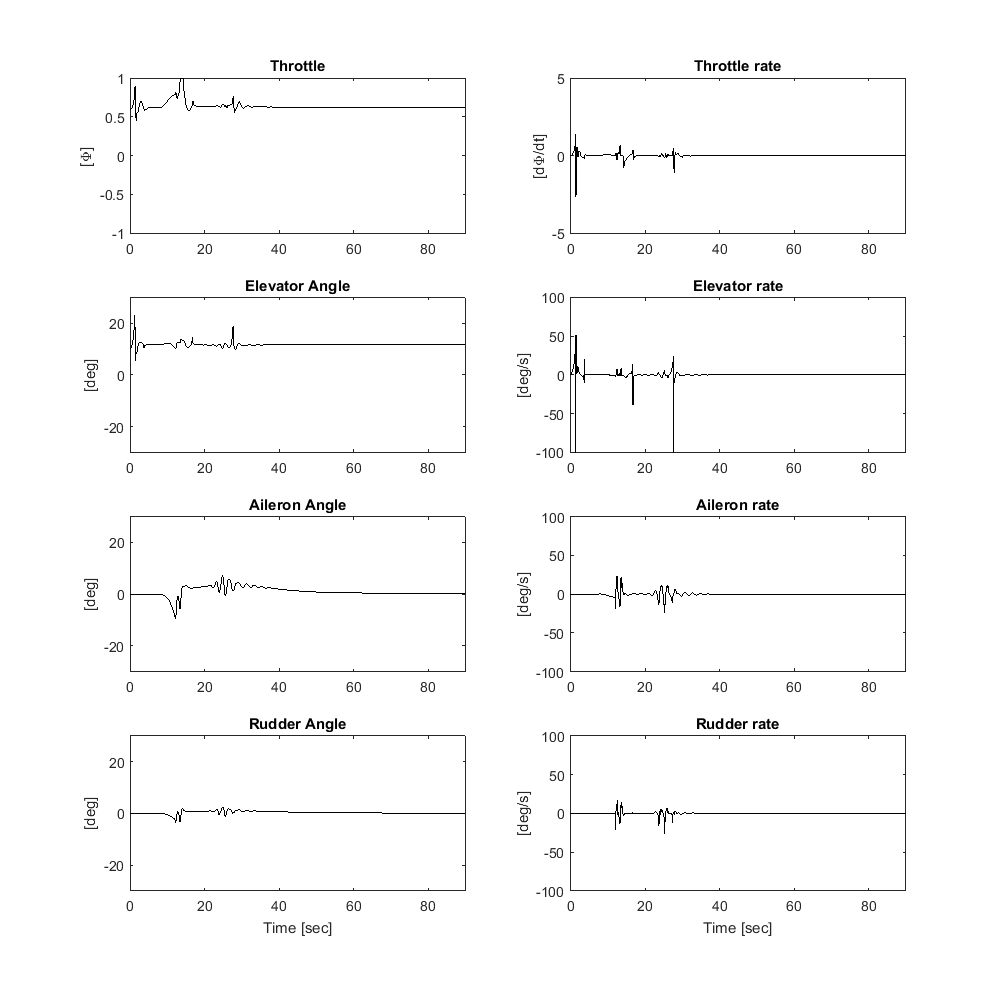 Throttle
1
0.5
0
-0.5
-1
[Φ]
0 20 40 60 80
Throttle rate
5
0
-5
[dΦ/dt]
0 20 40 60 80
Elevator Angle
20
0
-20
[deg]
0 20 40 60 80
Elevator rate
100
50
0
-50
-100
[deg/s]
0 20 40 60 80
Aileron Angle
20
0
-20
[deg]
0 20 40 60 80
Aileron rate
100
50
0
-50
-100
[deg/s]
0 20 40 60 80
Rudder Angle
20
0
-20
[deg]
0 20 40 60 80
Time [sec]
Rudder rate
100
50
0
-50
-100
[deg/s]
0 20 40 60 80
Time [sec]